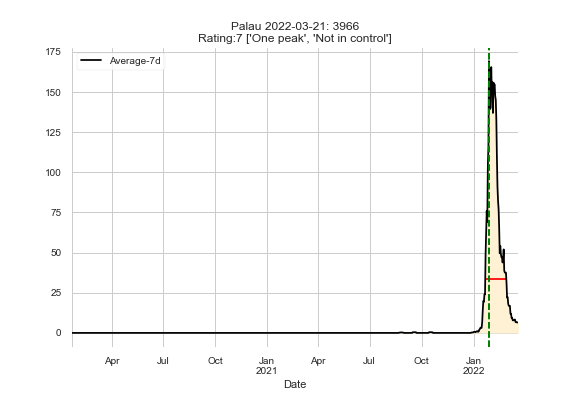 Palau 2022-03-21: 3966
Rating:7 ['One peak', 'Not in control']
Average-7d
175
150
125
100
75
50
25
0
Apr
Jul
Oct
Jan
2021
Apr
Jul
Oct
Jan
2022
Date